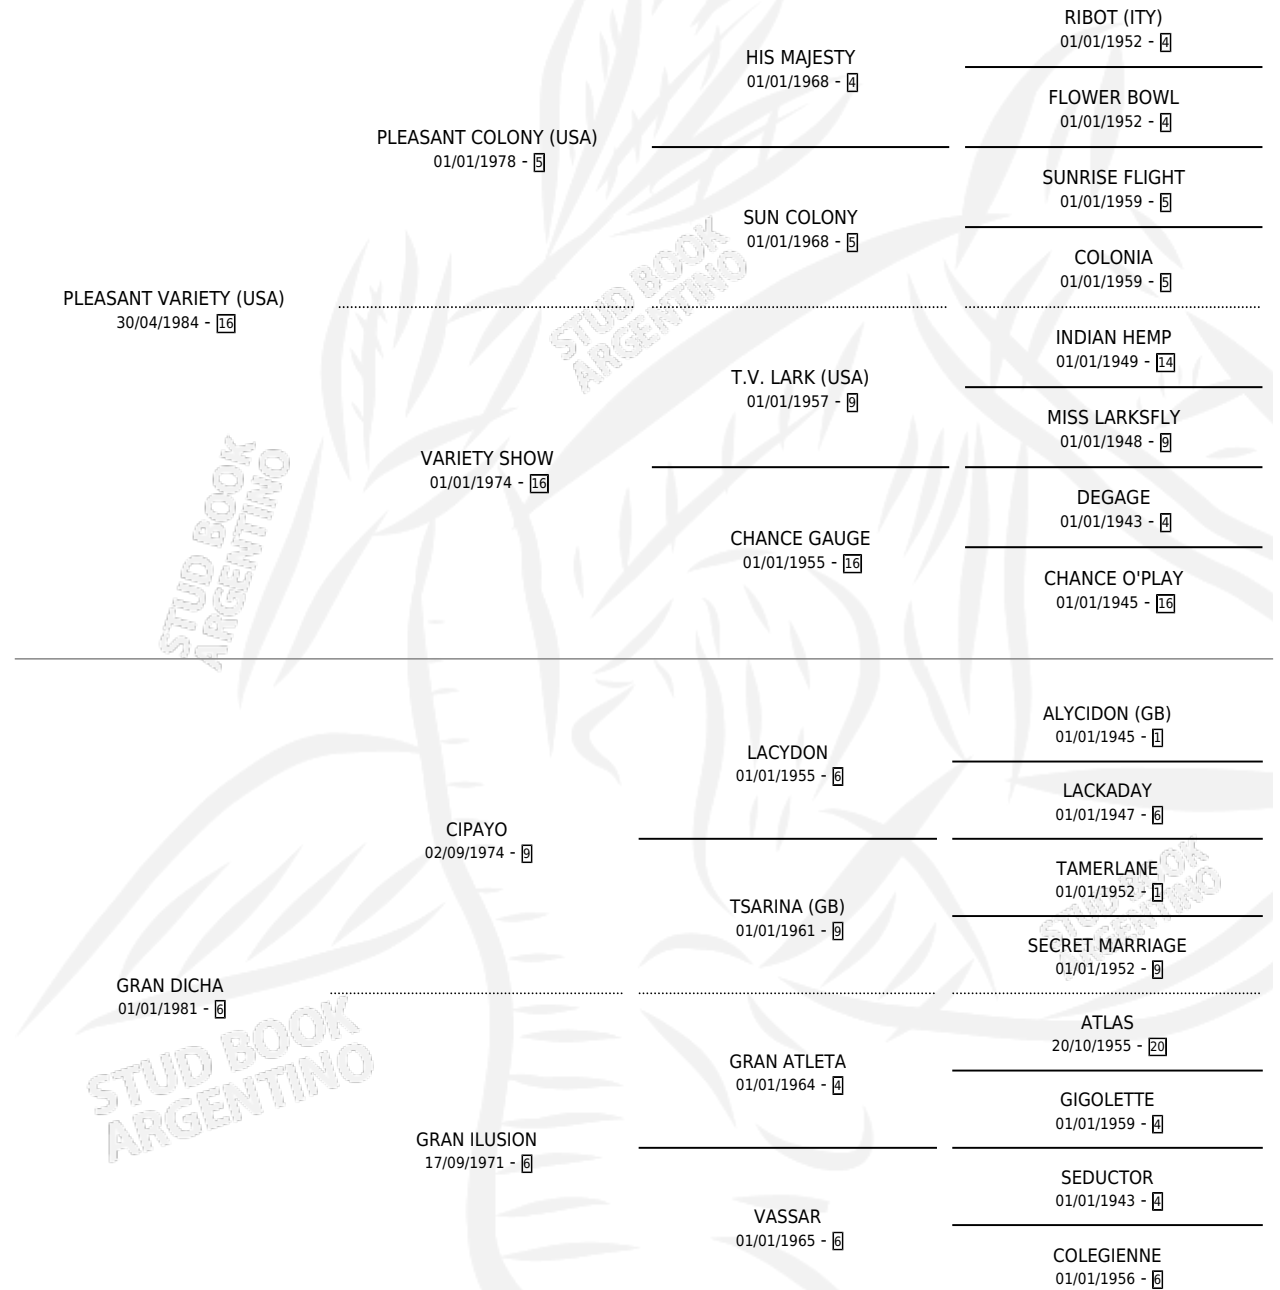 RIBOT (ITY)
01/01/1952 - 4
HIS MAJESTY
01/01/1968 - 4
FLOWER BOWL
01/01/1952 - 4
PLEASANT COLONY (USA)
01/01/1978 - 5
SUNRISE FLIGHT
01/01/1959 - 5
SUN COLONY
01/01/1968 - 5
COLONIA
01/01/1959 - 5
PLEASANT VARIETY (USA)
30/04/1984 - 16
INDIAN HEMP
01/01/1949 - 14
T.V. LARK (USA)
01/01/1957 - 9
MISS LARKSFLY
01/01/1948 - 9
VARIETY SHOW
01/01/1974 - 16
DEGAGE
01/01/1943 - 4
CHANCE GAUGE
01/01/1955 - 16
CHANCE O'PLAY
01/01/1945 - 16
ALYCIDON (GB)
01/01/1945 - 1
LACYDON
01/01/1955 - 6
LACKADAY
01/01/1947 - 6
CIPAYO
02/09/1974 - 9
TAMERLANE
01/01/1952 - 1
TSARINA (GB)
01/01/1961 - 9
SECRET MARRIAGE
01/01/1952 - 9
GRAN DICHA
01/01/1981 - 6
ATLAS
20/10/1955 - 20
GRAN ATLETA
01/01/1964 - 4
GIGOLETTE
01/01/1959 - 4
GRAN ILUSION
17/09/1971 - 6
SEDUCTOR
01/01/1943 - 4
VASSAR
01/01/1965 - 6
COLEGIENNE
01/01/1956 - 6
STUD BOOK
ARGENTINO
STUD BOOK
ARGENTINO
STUD BOOK
ARGENTINO
STUD BOOK
ARGENTINO